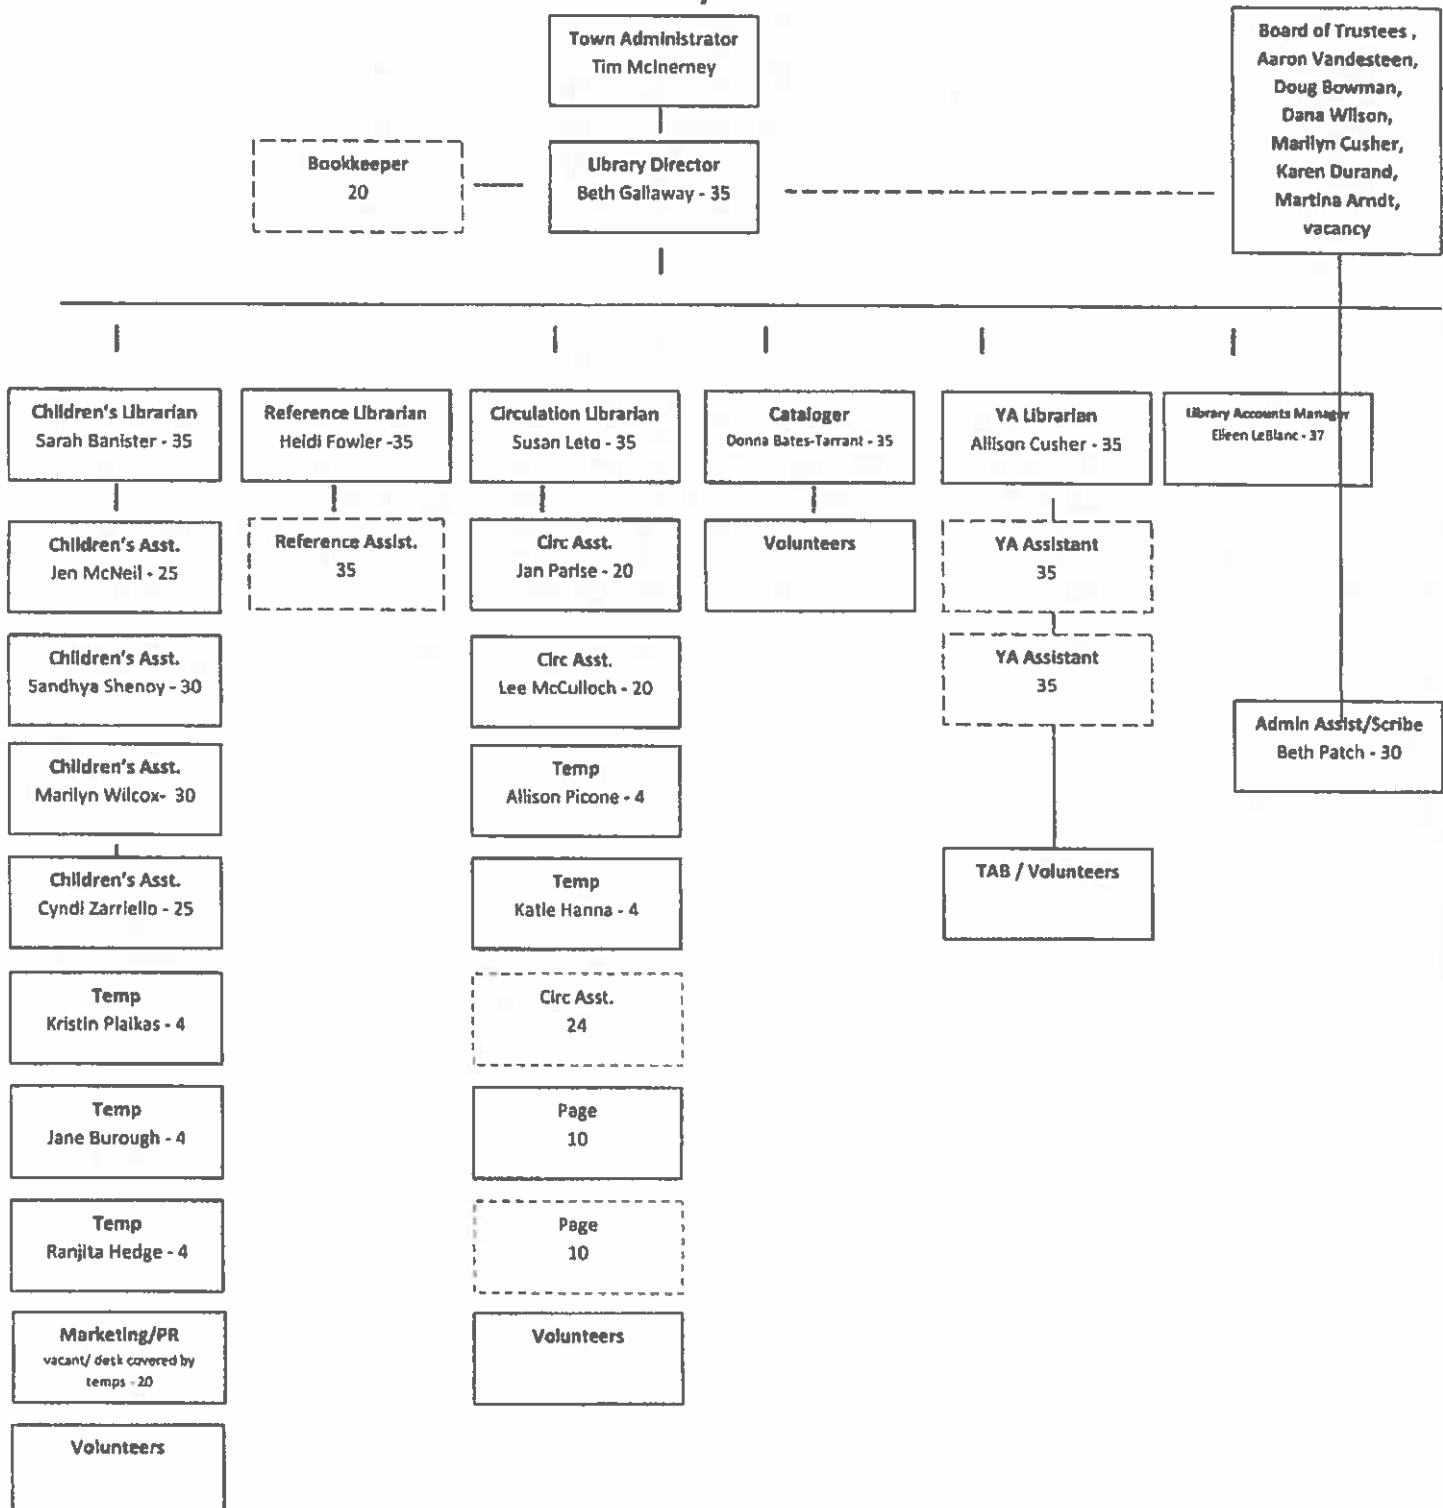 Town Administrator
Tim McInerney
Board of Trustees ,
Aaron Vandesteen,
Doug Bowman,
Dana Wilson,
Marilyn Cusher,
Karen Durand,
Martina Arndt,
vacancy
Bookkeeper
20
Library Director
Beth Gallaway - 35
Children's Librarian
Sarah Banister - 35
Reference Librarian
Heidi Fowler -35
Circulation Librarian
Susan Leto - 35
Cataloger
Donna Bates-Tarrant - 35
YA Librarian
Allison Cusher - 35
Library Accounts Manager
Eileen LeBlanc - 37
Children's Asst.
Jen McNeil - 25
Reference Assist.
35
Circ Asst.
Jan Parise - 20
Volunteers
YA Assistant
35
Children's Asst.
Sandhya Shenoy - 30
Circ Asst.
Lee McCulloch - 20
YA Assistant
35
Admin Assist/Scribe
Beth Patch - 30
Children's Asst.
Marilyn Wilcox- 30
Temp
Allison Picone - 4
Children's Asst.
Cyndi Zarriello - 25
Temp
Katie Hanna - 4
TAB / Volunteers
Temp
Kristin Plaikas - 4
Circ Asst.
24
Temp
Jane Burough - 4
Page
10
Temp
Ranjita Hedge - 4
Page
10
Marketing/PR
vacant/ desk covered by
temps - 20
Volunteers
Volunteers